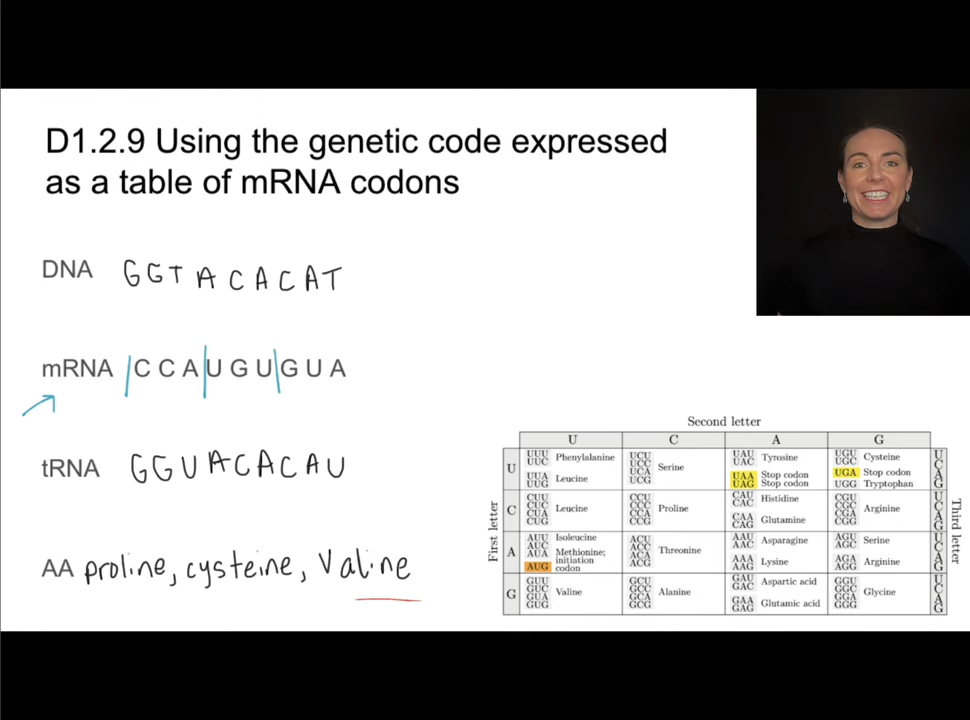 D1.2.9 Using the genetic code expressed
as a table of mRNA codons
DNA G G T A C A C A T
mRNA C C A U G U G U A
tRNA G G U A C A C A U
AA proline, cysteine, valine
Second letter
U C A G
First letter
Third letter
U
UUU UUC Phenylalanine
UUA UUG Leucine
UCU UCC UCA UCG Serine
UAU UAC Tyrosine
UAA Stop codon
UAG Stop codon
UGU UGC Cysteine
UGA Stop codon
UGG Tryptophan
U C A G
C
CUU CUC CUA CUG Leucine
CCU CCC CCA CCG Proline
CAU CAC Histidine
CAA CAG Glutamine
CGU CGC CGA CGG Arginine
U C A G
A
AUU AUC AUA Isoleucine
AUG Methionine; initiation codon
ACU ACC ACA ACG Threonine
AAU AAC Asparagine
AAA AAG Lysine
AGU AGC Serine
AGA AGG Arginine
U C A G
G
GUU GUC GUA GUG Valine
GCU GCC GCA GCG Alanine
GAU GAC Aspartic acid
GAA GAG Glutamic acid
GGU GGC GGA GGG Glycine
U C A G